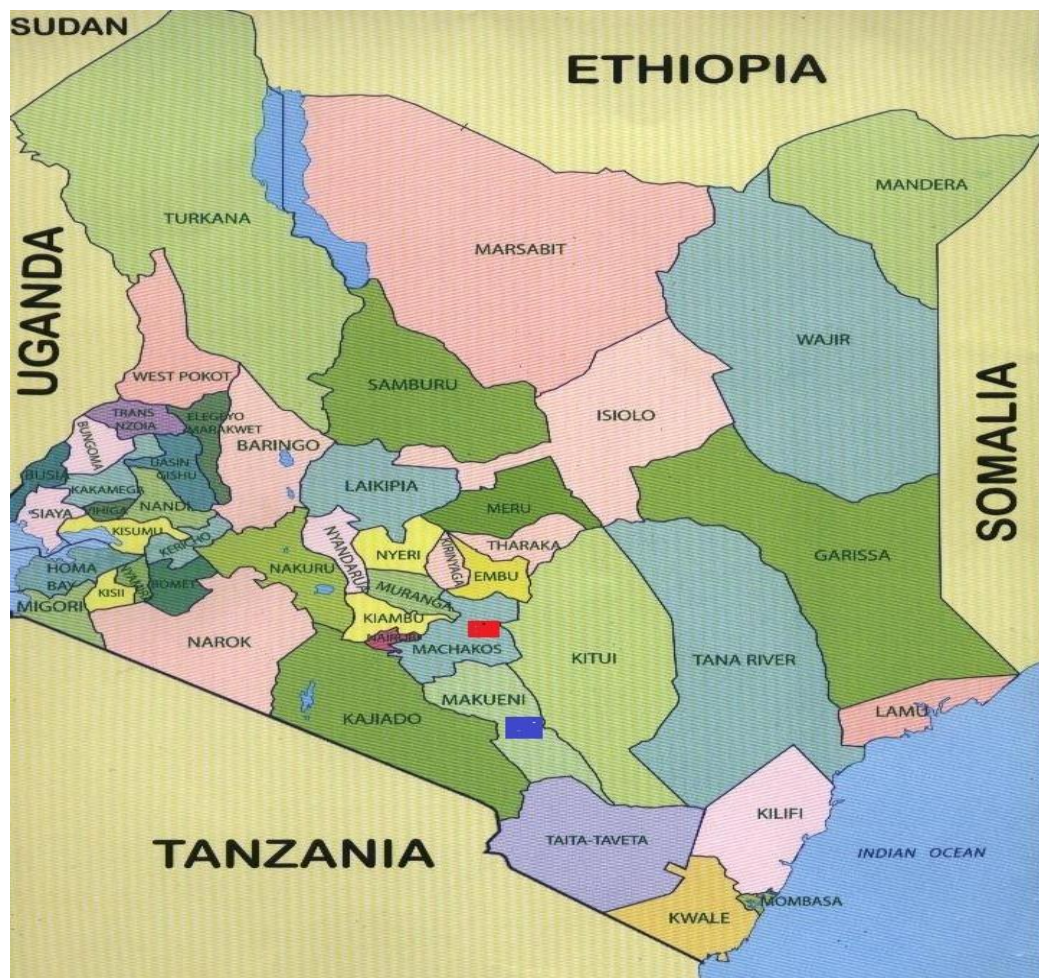 SUDAN
ETHIOPIA
MANDERA
TURKANA
MARSABIT
UGANDA
WAJIR
WEST POKOT
SAMBURU
ISIOLO
SOMALIA
TRANS
NZOIA
ELEGEYO
MARAKWET
BUNGOMA
BARINGO
UASIN
GISHU
BUSIA
KAKAMEGA
LAIKIPIA
NANDI
VIHIGA
SIAYA
MERU
KISUMU
KERICHO
NYANDARUA
NYERI
KIRINYAGA
THARAKA
GARISSA
HOMA
BAY
NAKURU
EMBU
NYAMIRA
BOMET
KISII
MURANGA
MIGORI
KIAMBU
NAIROBI
NAROK
MACHAKOS
KITUI
TANA RIVER
MAKUENI
KAJIADO
LAMU
TANZANIA
TAITA-TAVETA
KILIFI
INDIAN OCEAN
MOMBASA
KWALE